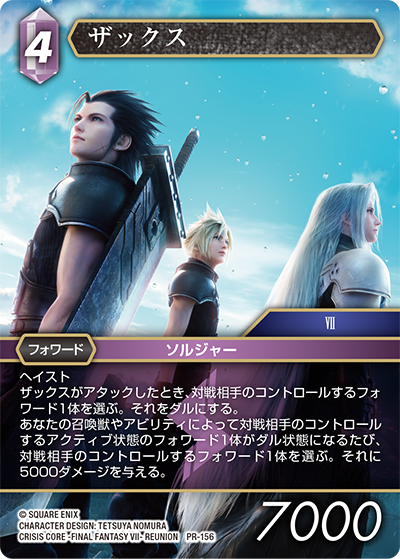 4
ザックス
VII
フォワード
ソルジャー
ヘイスト
ザックスがアタックしたとき、対戦相手のコントロールするフォ
ワード1体を選ぶ。それをダルにする。
あなたの召喚獣やアビリティによって対戦相手のコントロール
するアクティブ状態のフォワード1体がダル状態になるたび、
対戦相手のコントロールするフォワード1体を選ぶ。それに
5000ダメージを与える。
© SQUARE ENIX
CHARACTER DESIGN: TETSUYA NOMURA
CRISIS CORE -FINAL FANTASY VII- REUNION PR-156
7000